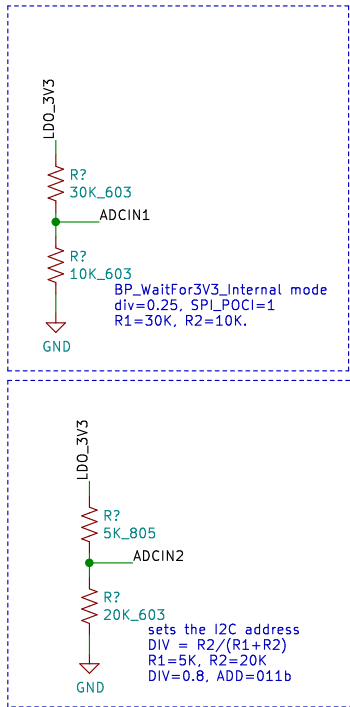 LDO_3V3
R?
30K_603
ADCIN1
R?
10K_603
BP_WaitFor3V3_Internal mode
div=0.25, SPI_POCI=1
R1=30K, R2=10K.
GND
LDO_3V3
R?
5K_805
ADCIN2
R?
20K_603
sets the I2C address
DIV = R2/(R1+R2)
R1=5K, R2=20K
DIV=0.8, ADD=011b
GND